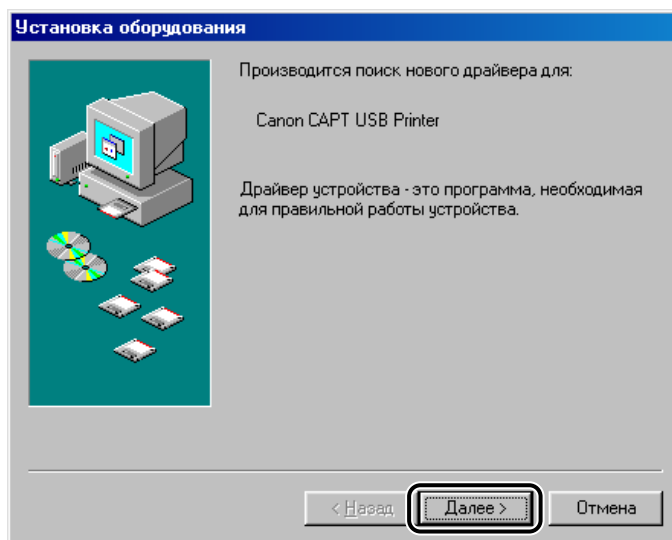 Установка оборудования
Производится поиск нового драйвера для:
Canon CAPT USB Printer
Драйвер устройства - это программа, необходимая
для правильной работы устройства.
< Назад
Далее >
Отмена